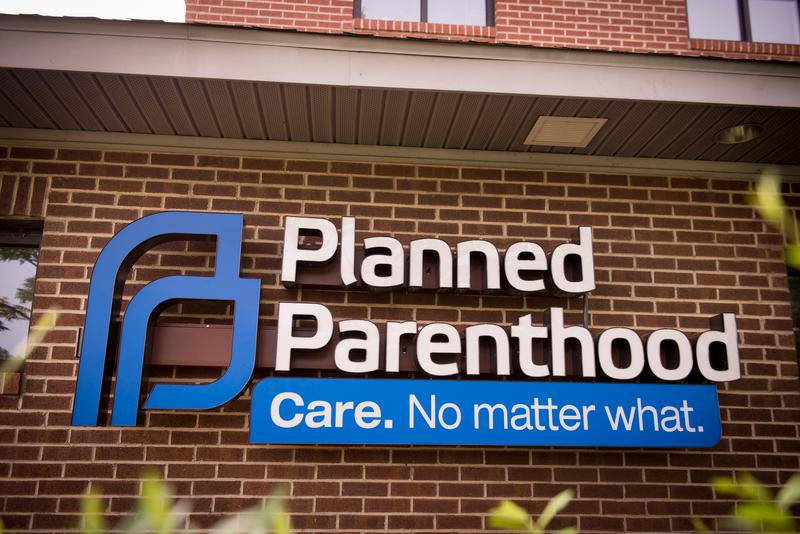 Planned
Parenthood
Care. No matter what.